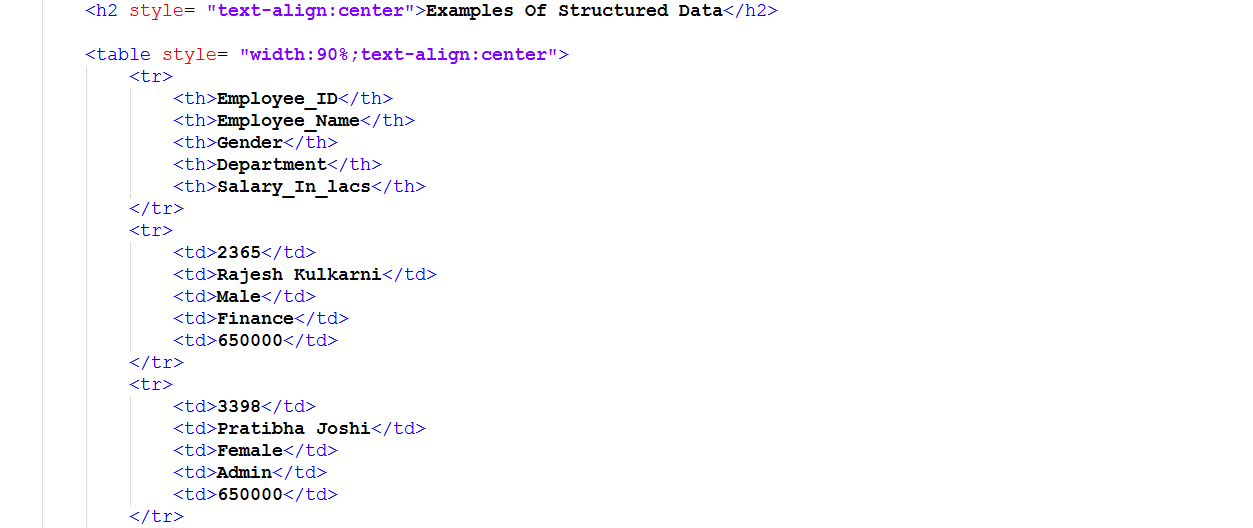 <h2 style= "text-align:center">Examples Of Structured Data</h2>
<table style= "width:90%;text-align:center">
<tr>
<th>Employee_ID</th>
<th>Employee_Name</th>
<th>Gender</th>
<th>Department</th>
<th>Salary_In_lacs</th>
</tr>
<tr>
<td>2365</td>
<td>Rajesh Kulkarni</td>
<td>Male</td>
<td>Finance</td>
<td>650000</td>
</tr>
<tr>
<td>3398</td>
<td>Pratibha Joshi</td>
<td>Female</td>
<td>Admin</td>
<td>650000</td>
</tr>